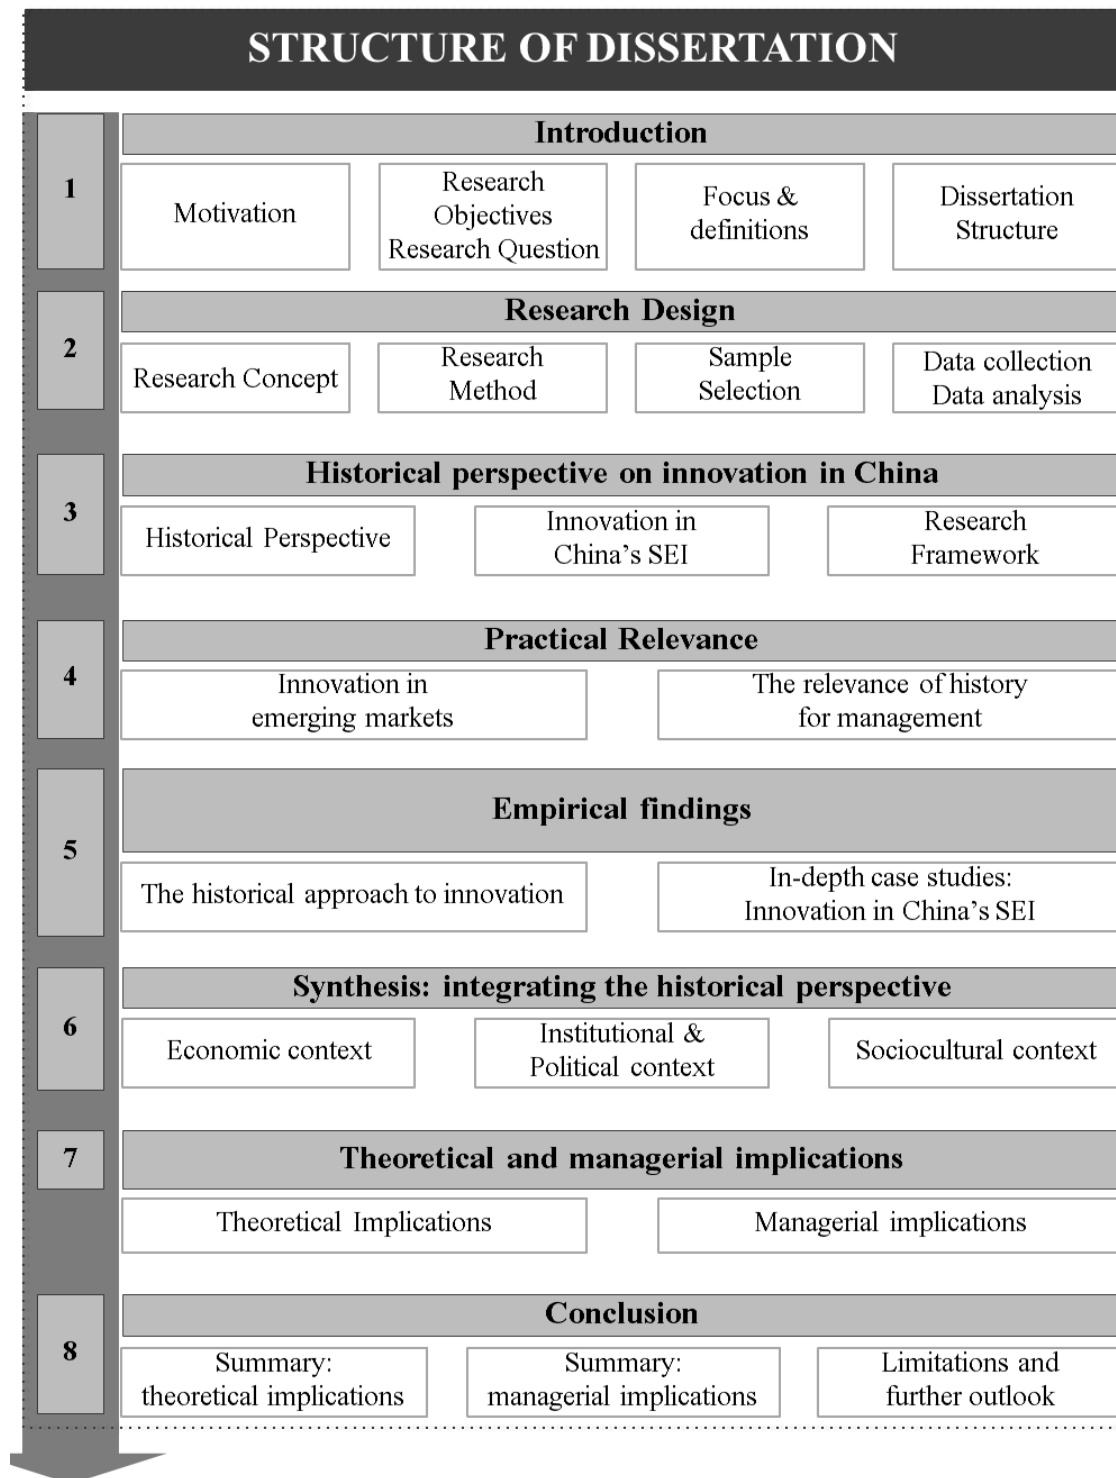 STRUCTURE OF DISSERTATION
1
Introduction
Motivation
Research
Objectives
Research Question
Focus &
definitions
Dissertation
Structure
2
Research Design
Research Concept
Research
Method
Sample
Selection
Data collection
Data analysis
3
Historical perspective on innovation in China
Historical Perspective
Innovation in
China’s SEI
Research
Framework
4
Practical Relevance
Innovation in
emerging markets
The relevance of history
for management
5
Empirical findings
The historical approach to innovation
In-depth case studies:
Innovation in China’s SEI
6
Synthesis: integrating the historical perspective
Economic context
Institutional &
Political context
Sociocultural context
7
Theoretical and managerial implications
Theoretical Implications
Managerial implications
8
Conclusion
Summary:
theoretical implications
Summary:
managerial implications
Limitations and
further outlook